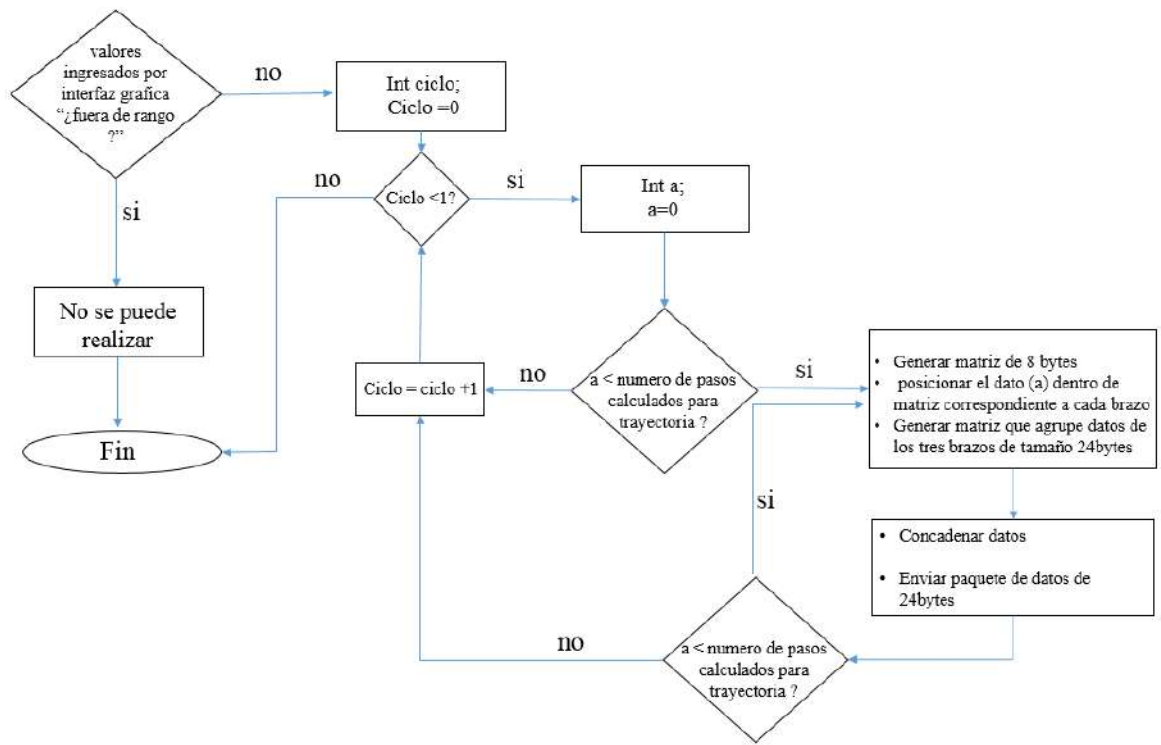 valores
ingresados por
interfaz grafica
“¿fuera de rango
?”
no
Int ciclo;
Ciclo =0
si
no
Ciclo <1?
si
Int a;
a=0
No se puede
realizar
Fin
Ciclo = ciclo +1
no
a < numero de pasos
calculados para
trayectoria ?
si
• Generar matriz de 8 bytes
• posicionar el dato (a) dentro de
matriz correspondiente a cada brazo
• Generar matriz que agrupe datos de
los tres brazos de tamaño 24bytes
• Concadenar datos
• Enviar paquete de datos de
24bytes
si
no
a < numero de pasos
calculados para
trayectoria ?